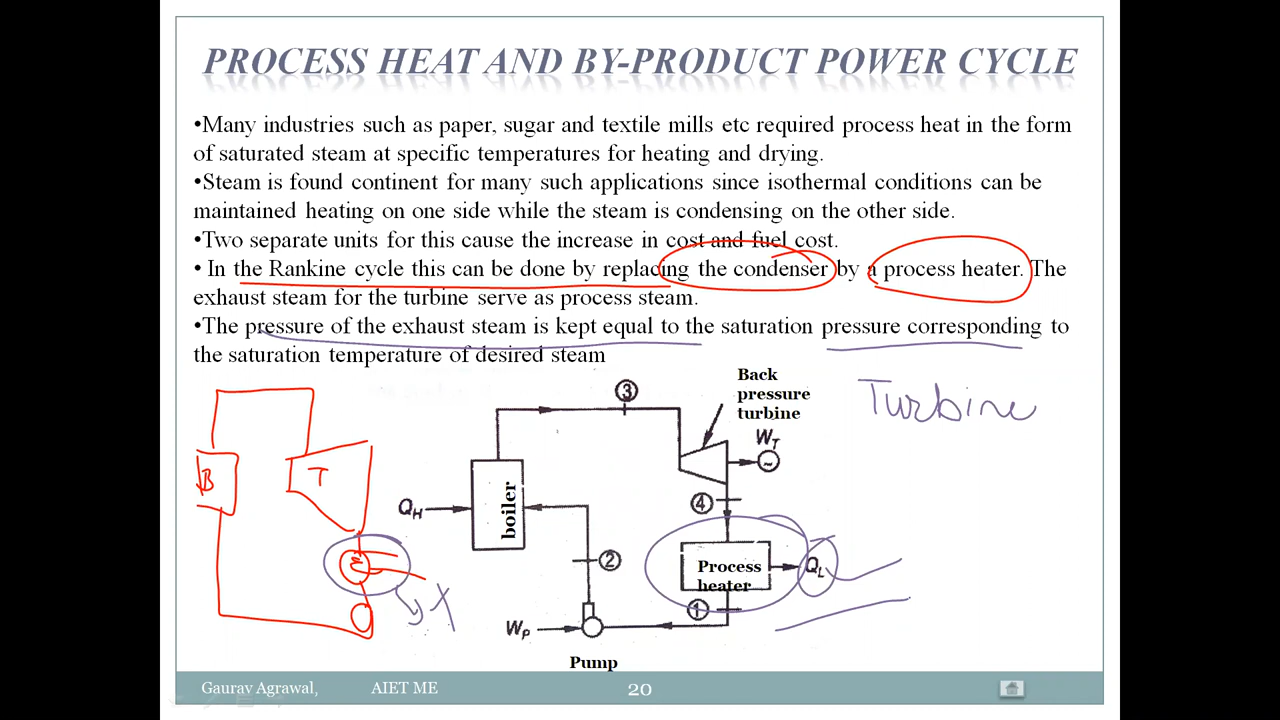 PROCESS HEAT AND BY-PRODUCT POWER CYCLE
•Many industries such as paper, sugar and textile mills etc required process heat in the form
of saturated steam at specific temperatures for heating and drying.
•Steam is found continent for many such applications since isothermal conditions can be
maintained heating on one side while the steam is condensing on the other side.
•Two separate units for this cause the increase in cost and fuel cost.
• In the Rankine cycle this can be done by replacing the condenser by a process heater. The
exhaust steam for the turbine serve as process steam.
•The pressure of the exhaust steam is kept equal to the saturation pressure corresponding to
the saturation temperature of desired steam
Back
pressure
turbine
Turbine
3
W_T
B
T
boiler
Q_H
4
2
Process
heater
Q_L
1
X
W_P
Pump
Gaurav Agrawal, AIET ME 20